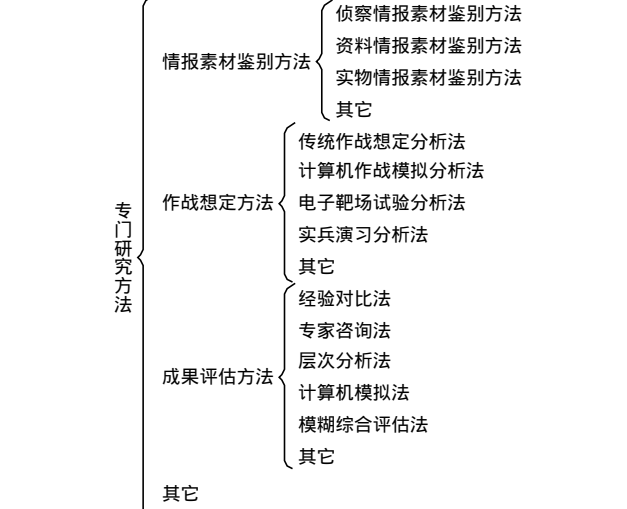 专门研究方法
情报素材鉴别方法
侦察情报素材鉴别方法
资料情报素材鉴别方法
实物情报素材鉴别方法
其它
作战想定方法
传统作战想定分析法
计算机作战模拟分析法
电子靶场试验分析法
实兵演习分析法
其它
成果评估方法
经验对比法
专家咨询法
层次分析法
计算机模拟法
模糊综合评估法
其它
其它